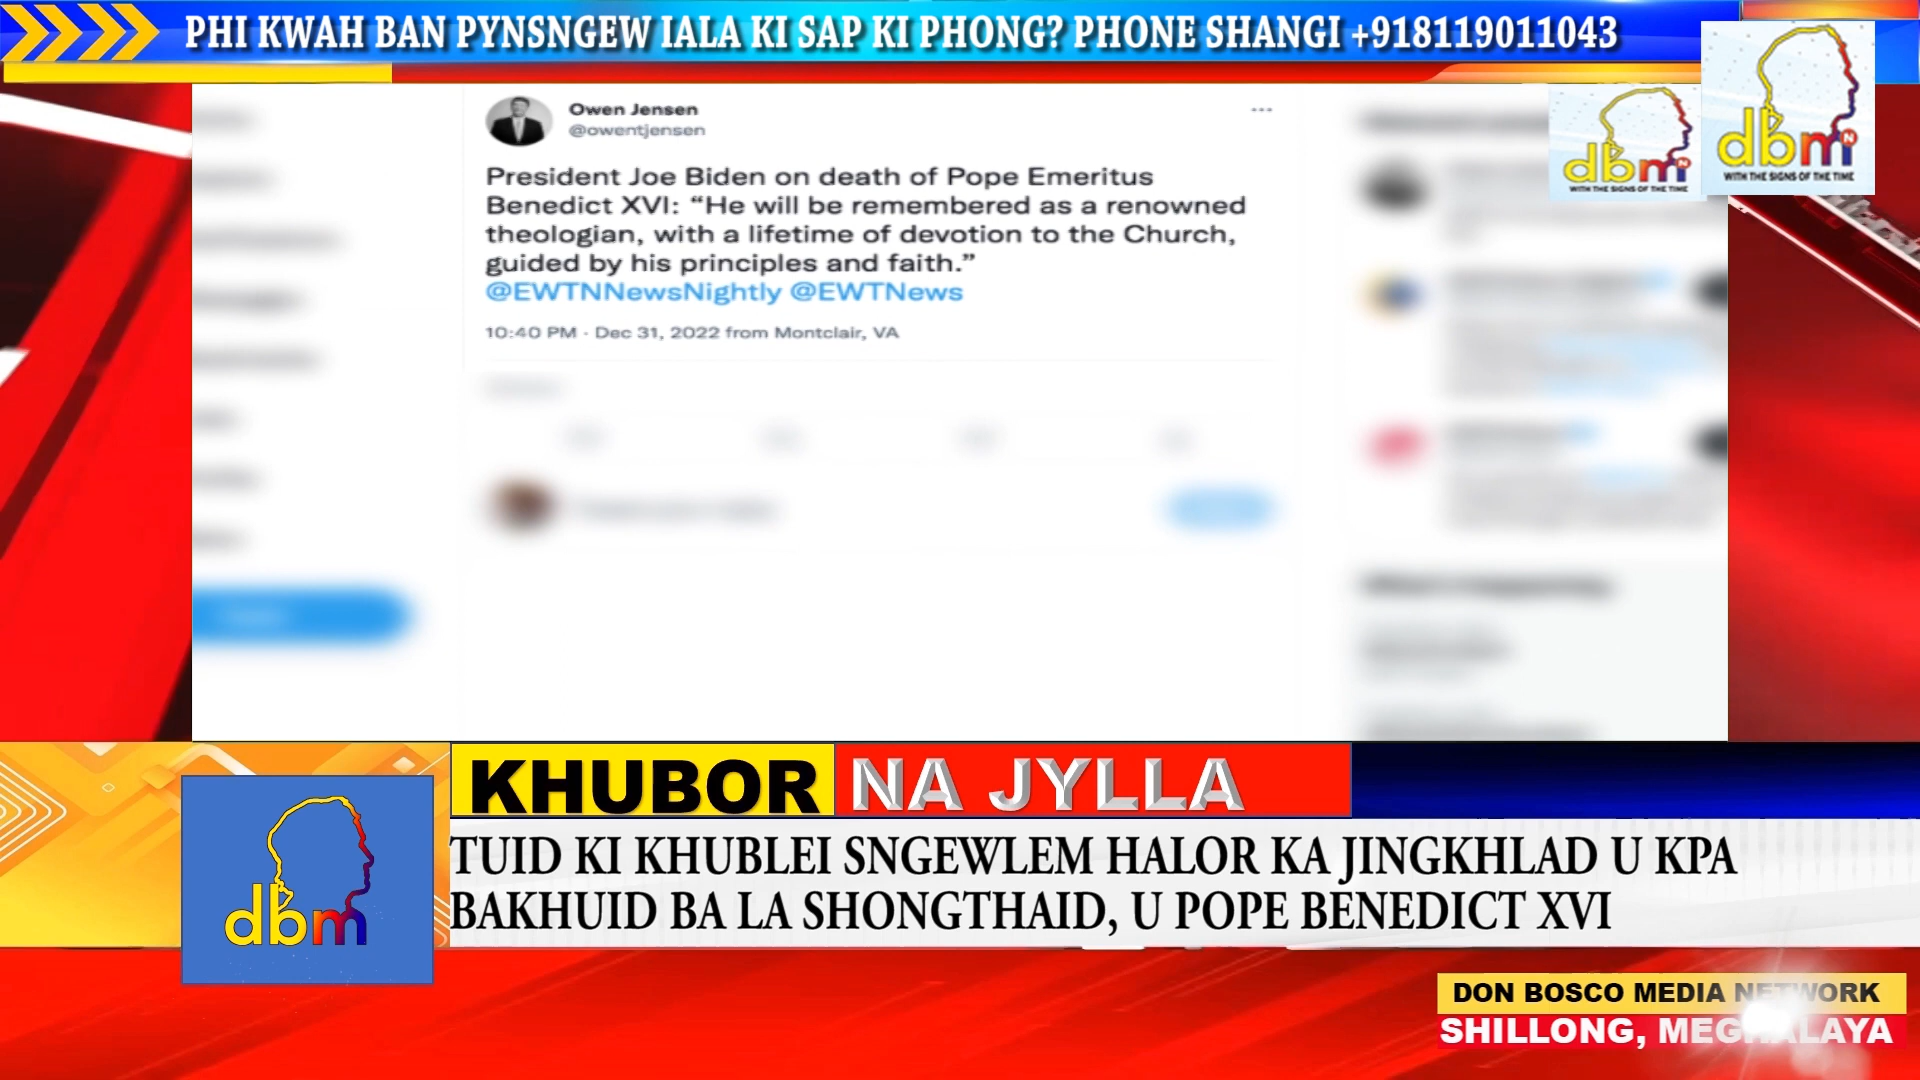 PHI KWAH BAN PYNSNGEW IALA KI SAP KI PHONG? PHONE SHANGI +918119011043
dbm N
WITH THE SIGNS OF THE TIME
dbm N
WITH THE SIGNS OF THE TIME
Owen Jensen
@owentjensen
President Joe Biden on death of Pope Emeritus
Benedict XVI: “He will be remembered as a renowned
theologian, with a lifetime of devotion to the Church,
guided by his principles and faith.”
@EWTNNewsNightly @EWTNews
10:40 PM · Dec 31, 2022 from Montclair, VA
KHUBOR NA JYLLA
dbm
TUID KI KHUBLEI SNGEWLEM HALOR KA JINGKHLAD U KPA
BAKHUID BA LA SHONGTHAID, U POPE BENEDICT XVI
DON BOSCO MEDIA NETWORK
SHILLONG, MEGHALAYA